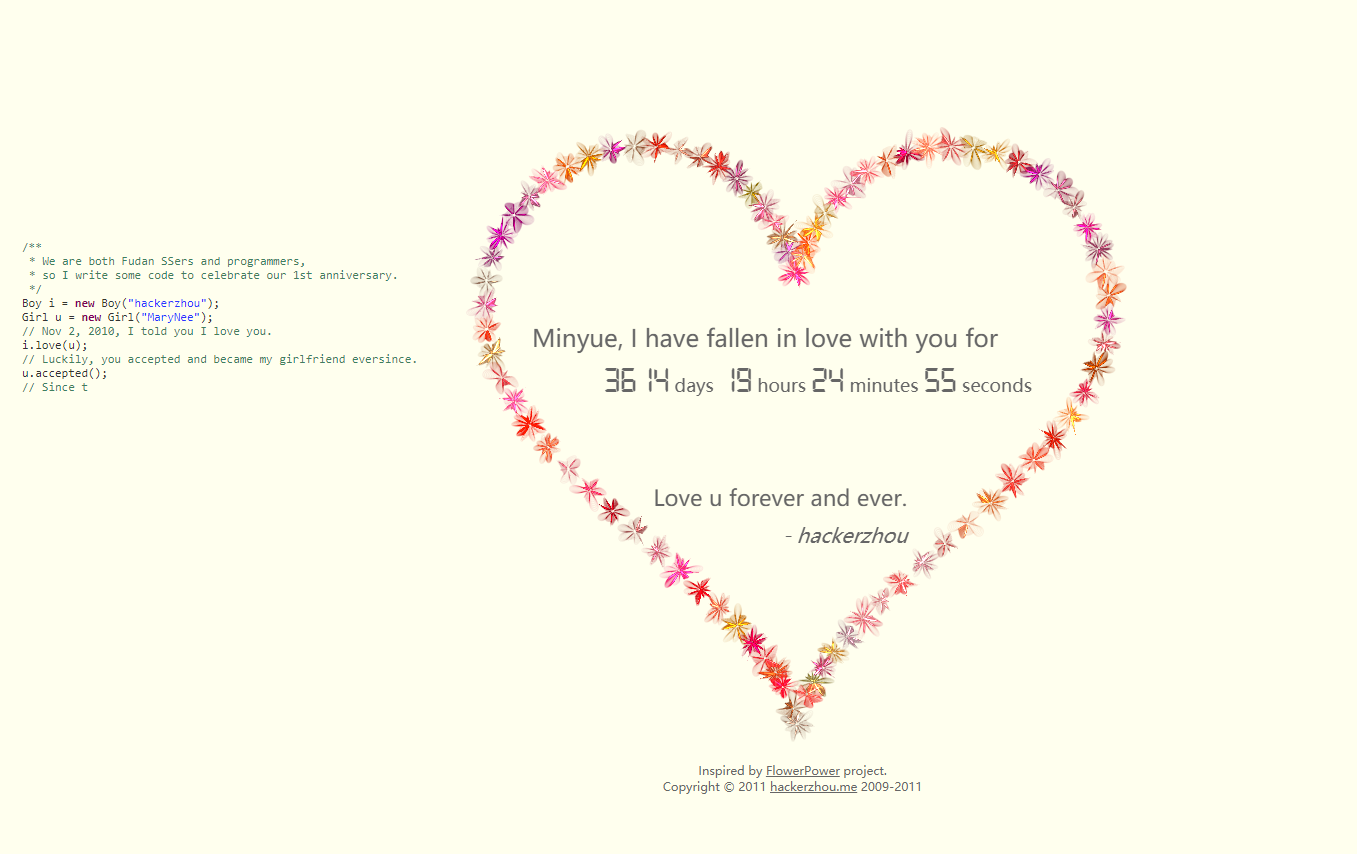 /**
 * We are both Fudan SSers and programmers,
 * so I write some code to celebrate our 1st anniversary.
 */
Boy i = new Boy("hackerzhou");
Girl u = new Girl("MaryNee");
// Nov 2, 2010, I told you I love you.
i.love(u);
// Luckily, you accepted and became my girlfriend eversince.
u.accepted();
// Since t
Minyue, I have fallen in love with you for
3614 days 19 hours 24 minutes 55 seconds
Love u forever and ever.
- hackerzhou
Inspired by FlowerPower project.
Copyright © 2011 hackerzhou.me 2009-2011